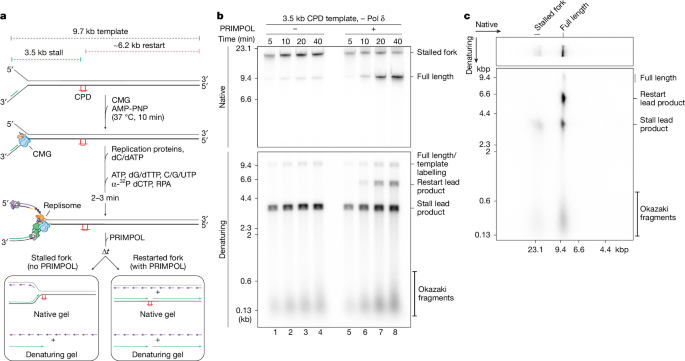 a
9.7 kb template
~6.2 kb restart
3.5 kb stall
5′
3′
3′
5′
CPD
CMG
AMP-PNP
(37 °C, 10 min)
5′
3′
3′
5′
CMG
Replication proteins,
dC/dATP
ATP, dG/dTTP, C/G/UTP
α-³²P dCTP, RPA
2–3 min
5′
Replisome
3′
3′
5′
PRIMPOL
Δt
Stalled fork
(no PRIMPOL)
Restarted fork
(with PRIMPOL)
+
Native gel
Native gel
+
+
Denaturing gel
Denaturing gel
b
3.5 kb CPD template, – Pol δ
PRIMPOL – +
Time (min) 5 10 20 40 5 10 20 40
Native
23.1
9.4
6.6
Stalled fork
Full length
Denaturing
9.4
6.6
4.4
2.3
2.0
0.6
0.13
(kb)
Full length/
template
labelling
Restart lead
product
Stall lead
product
Okazaki
fragments
1 2 3 4 5 6 7 8
c
Native
Stalled fork
Full length
Denaturing
kbp
9.4
6.6
4.4
2.3
2.0
0.6
0.13
Full length
Restart
lead product
Stall lead
product
Okazaki
fragments
23.1 9.4 6.6 4.4 kbp